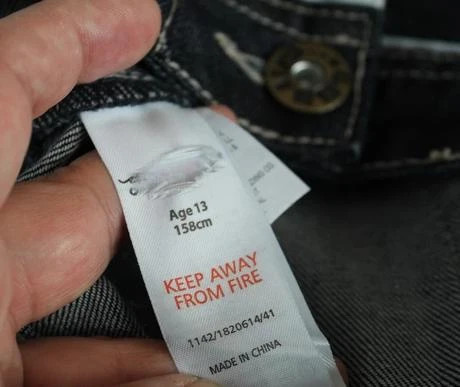 Age 13
158cm
KEEP AWAY
FROM FIRE
1142/1820614/41
MADE IN CHINA